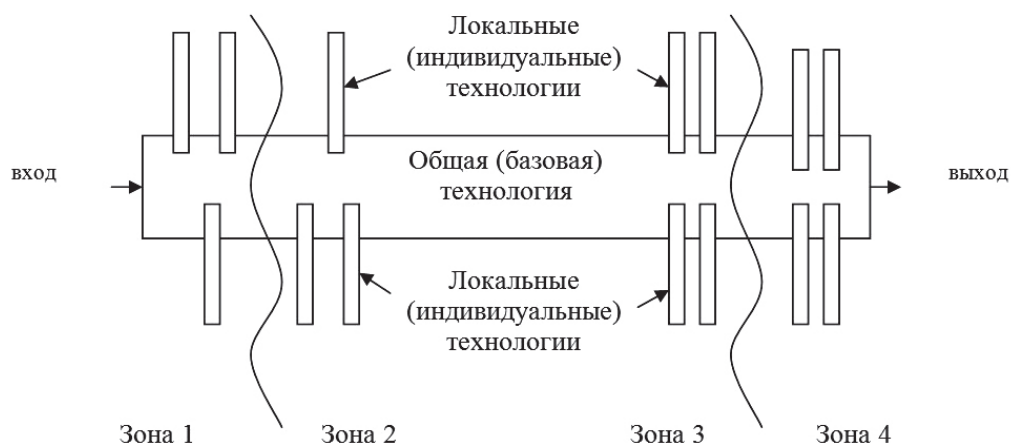 Локальные
(индивидуальные)
технологии
Общая (базовая)
технология
вход
выход
Локальные
(индивидуальные)
технологии
Зона 1
Зона 2
Зона 3
Зона 4